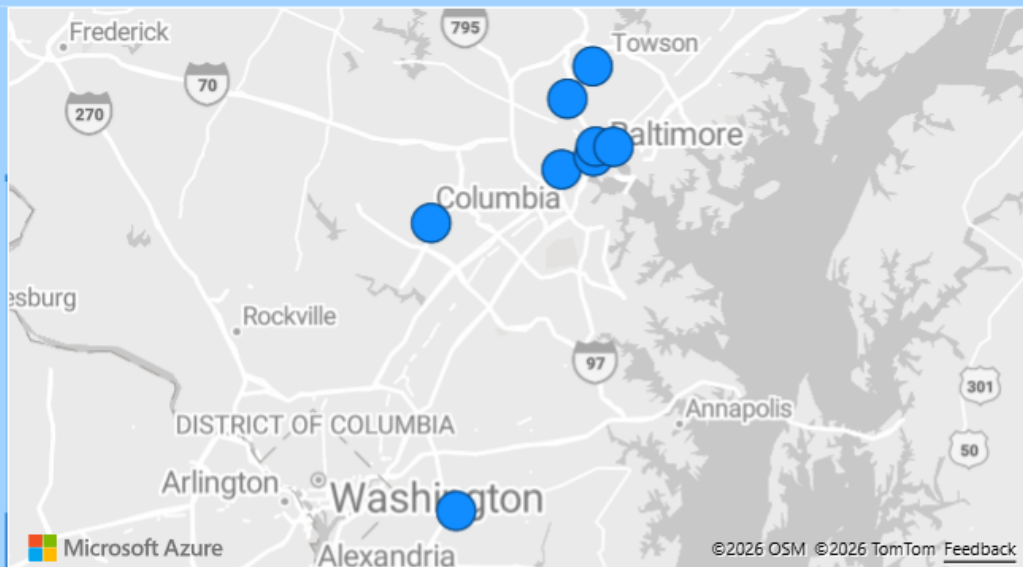 Frederick
795
Towson
70
270
Baltimore
Columbia
esburg
Rockville
97
301
Annapolis
DISTRICT OF COLUMBIA
50
Arlington
Washington
Microsoft Azure
Alexandria
©2026 OSM ©2026 TomTom Feedback